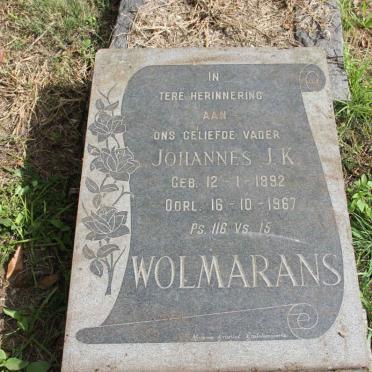 IN
TERE HERINNERING
AAN
ONS GELIEFDE VADER
JOHANNES J.K.
GEB. 12-1-1892
OORL. 16-10-1967
PS. 116 VS. 15
WOLMARANS